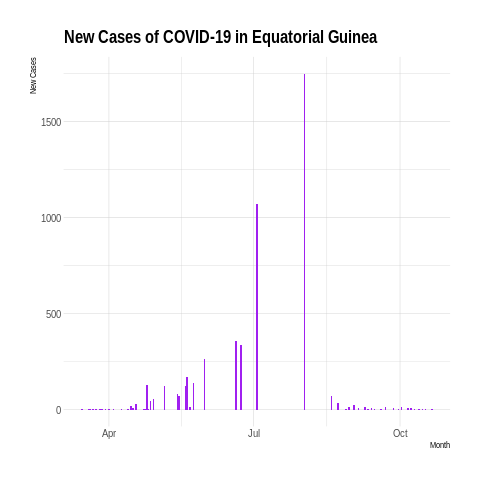 New Cases of COVID-19 in Equatorial Guinea
New Cases
1500
1000
500
0
Apr Jul Oct
Month